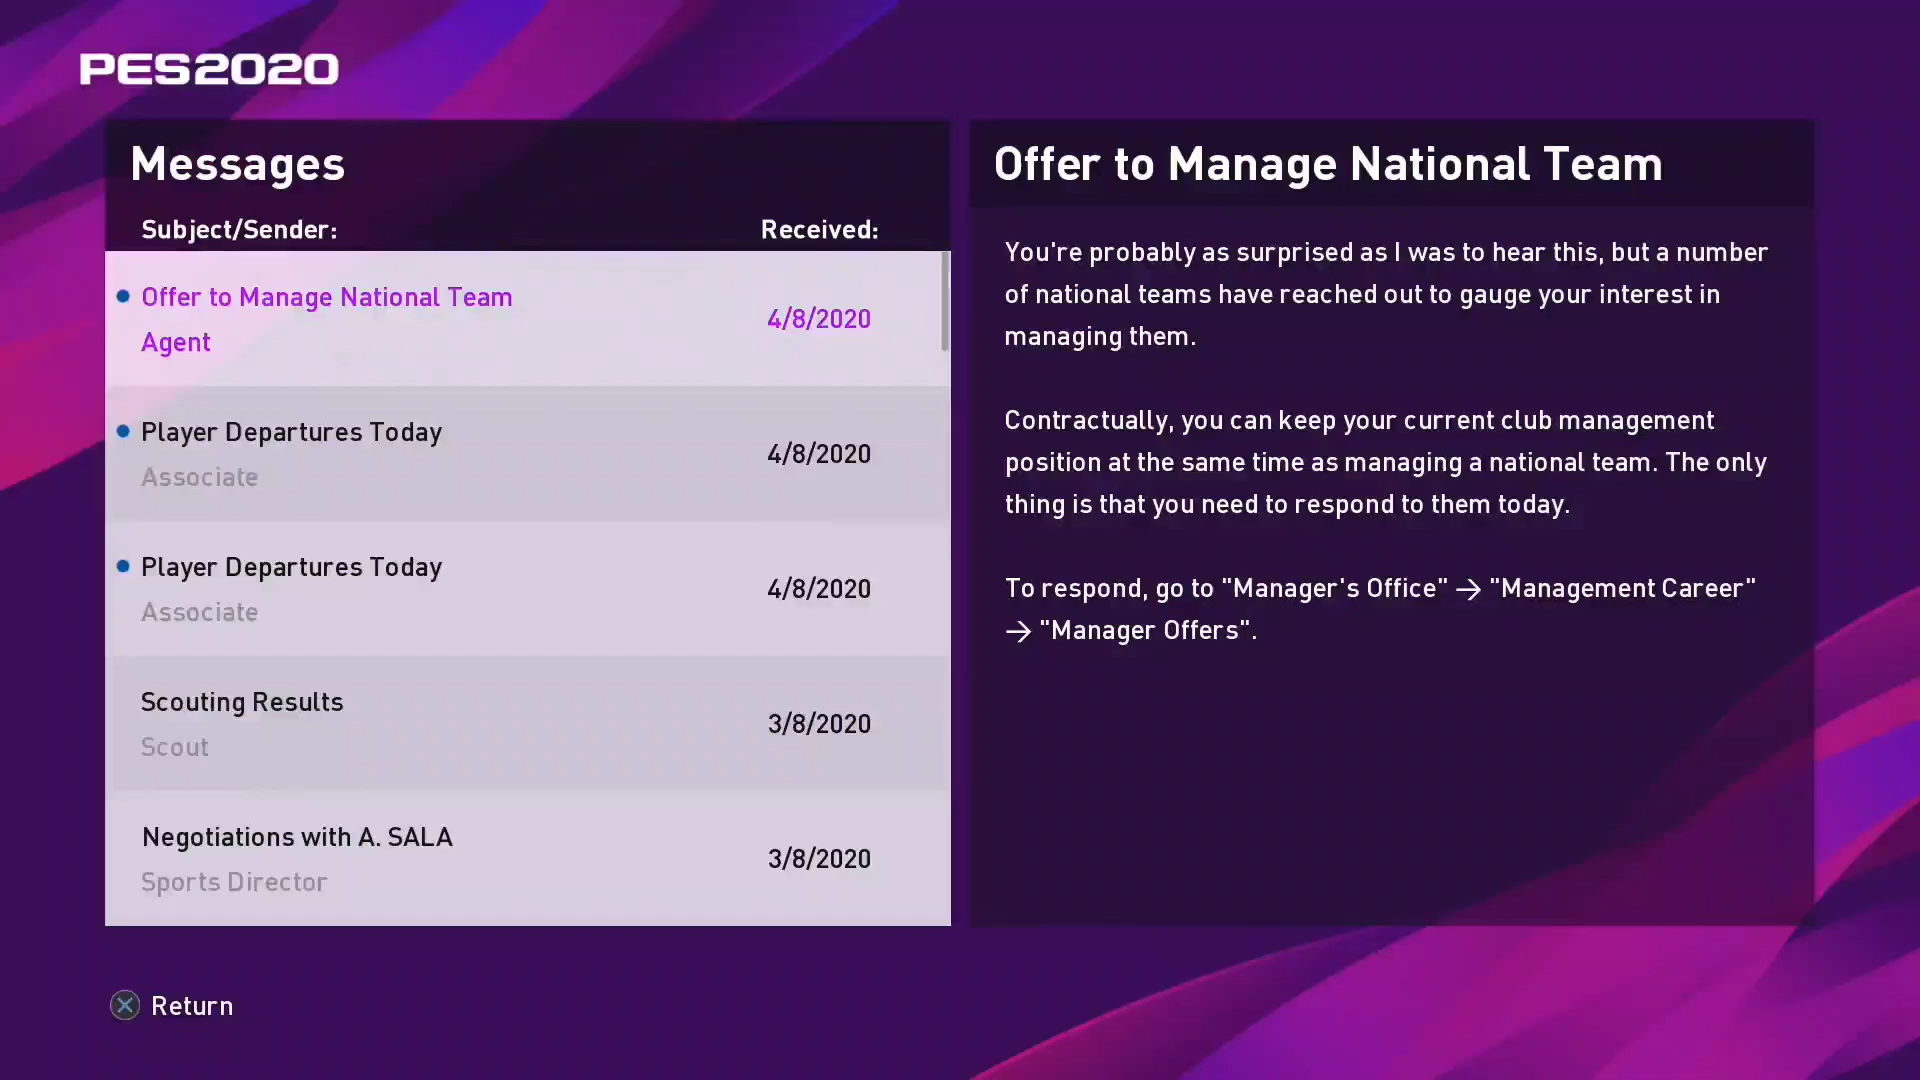 PES2020
Messages
Subject/Sender:
Received:
Offer to Manage National Team
Agent
4/8/2020
Player Departures Today
Associate
4/8/2020
Player Departures Today
Associate
4/8/2020
Scouting Results
Scout
3/8/2020
Negotiations with A. SALA
Sports Director
3/8/2020
Offer to Manage National Team
You're probably as surprised as I was to hear this, but a number
of national teams have reached out to gauge your interest in
managing them.
Contractually, you can keep your current club management
position at the same time as managing a national team. The only
thing is that you need to respond to them today.
To respond, go to "Manager's Office" → "Management Career"
→ "Manager Offers".
Return